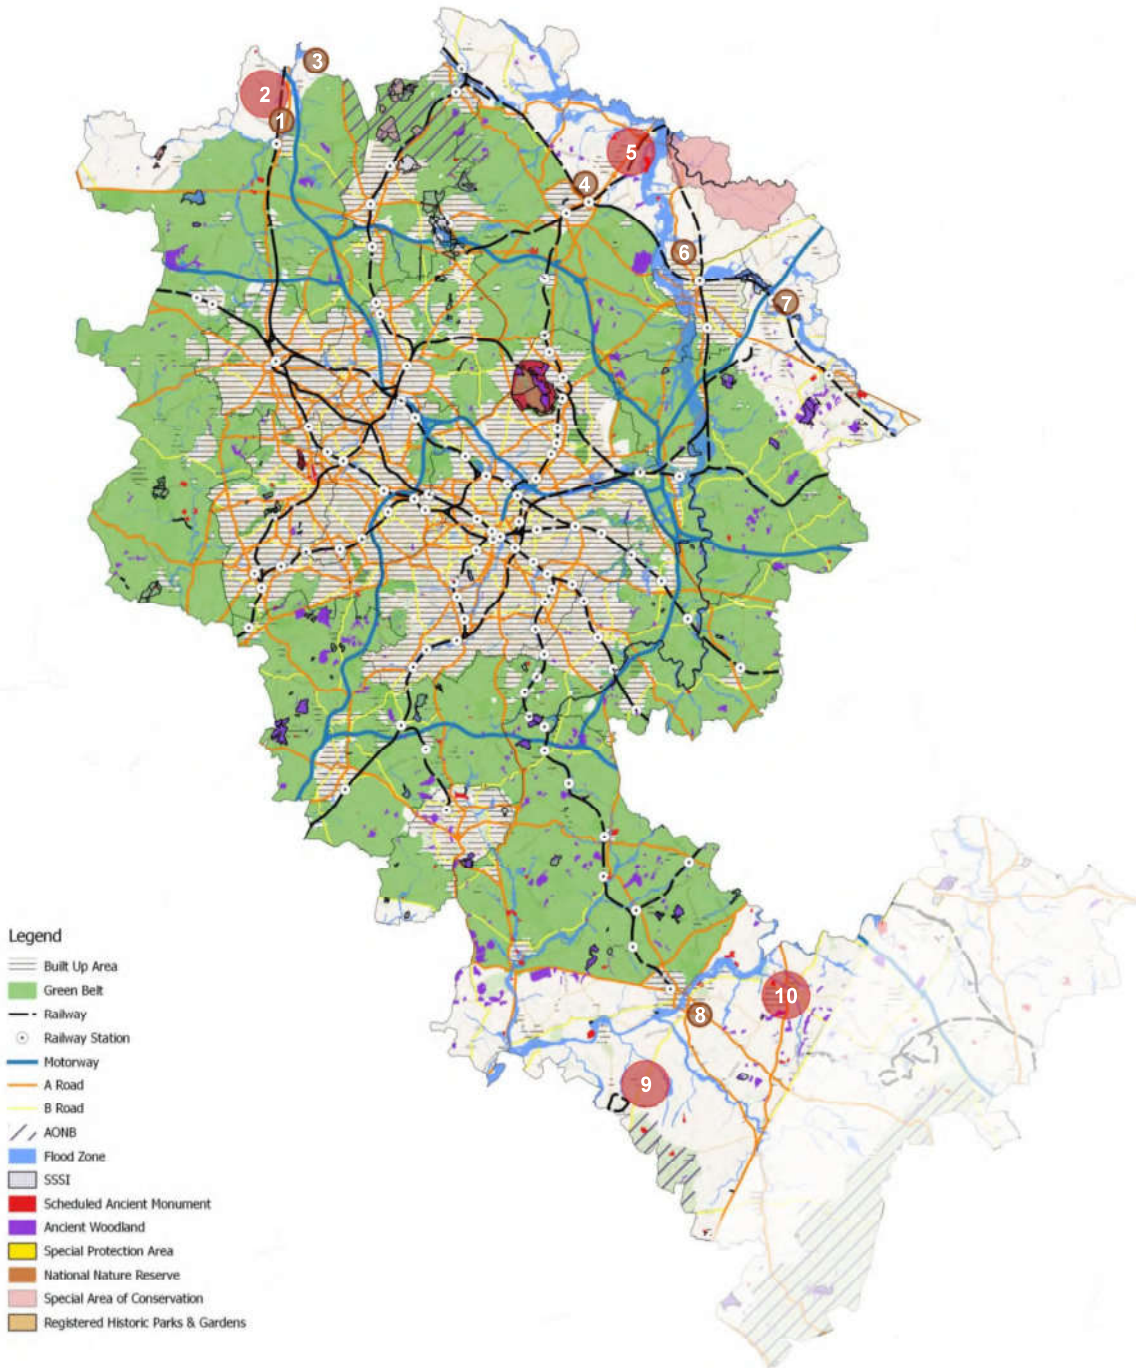 3
2
1
5
4
6
7
10
8
9
Legend
Built Up Area
Green Belt
Railway
Railway Station
Motorway
A Road
B Road
AONB
Flood Zone
SSSI
Scheduled Ancient Monument
Ancient Woodland
Special Protection Area
National Nature Reserve
Special Area of Conservation
Registered Historic Parks & Gardens